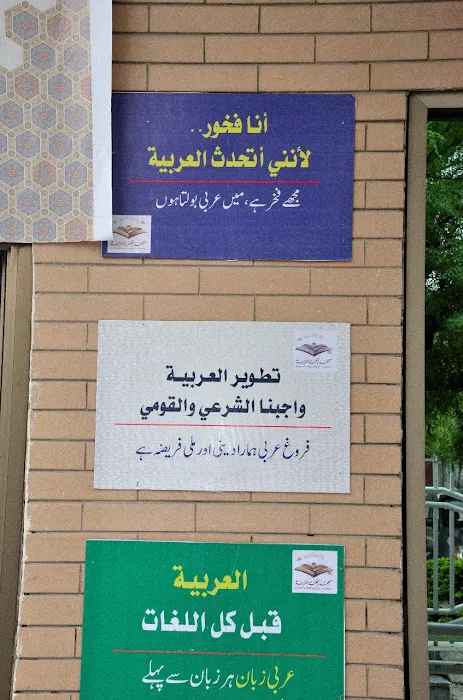 أنا فخور..
لأنني أتحدث العربية
مجھے فخر ہے، میں عربی بولتا ہوں
تطوير العربية
واجبنا الشرعي والقومي
فروغ عربی ہمارا دینی اور ملی فریضہ ہے
العربية
قبل كل اللغات
عربی زبان ہر زبان سے پہلے